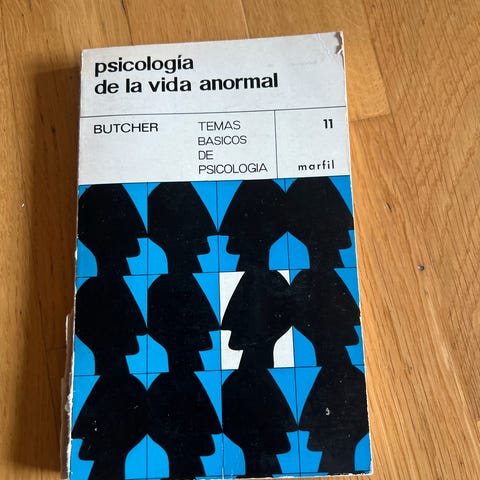 psicología
de la vida anormal
BUTCHER
TEMAS
BASICOS
DE
PSICOLOGIA
11
marfil